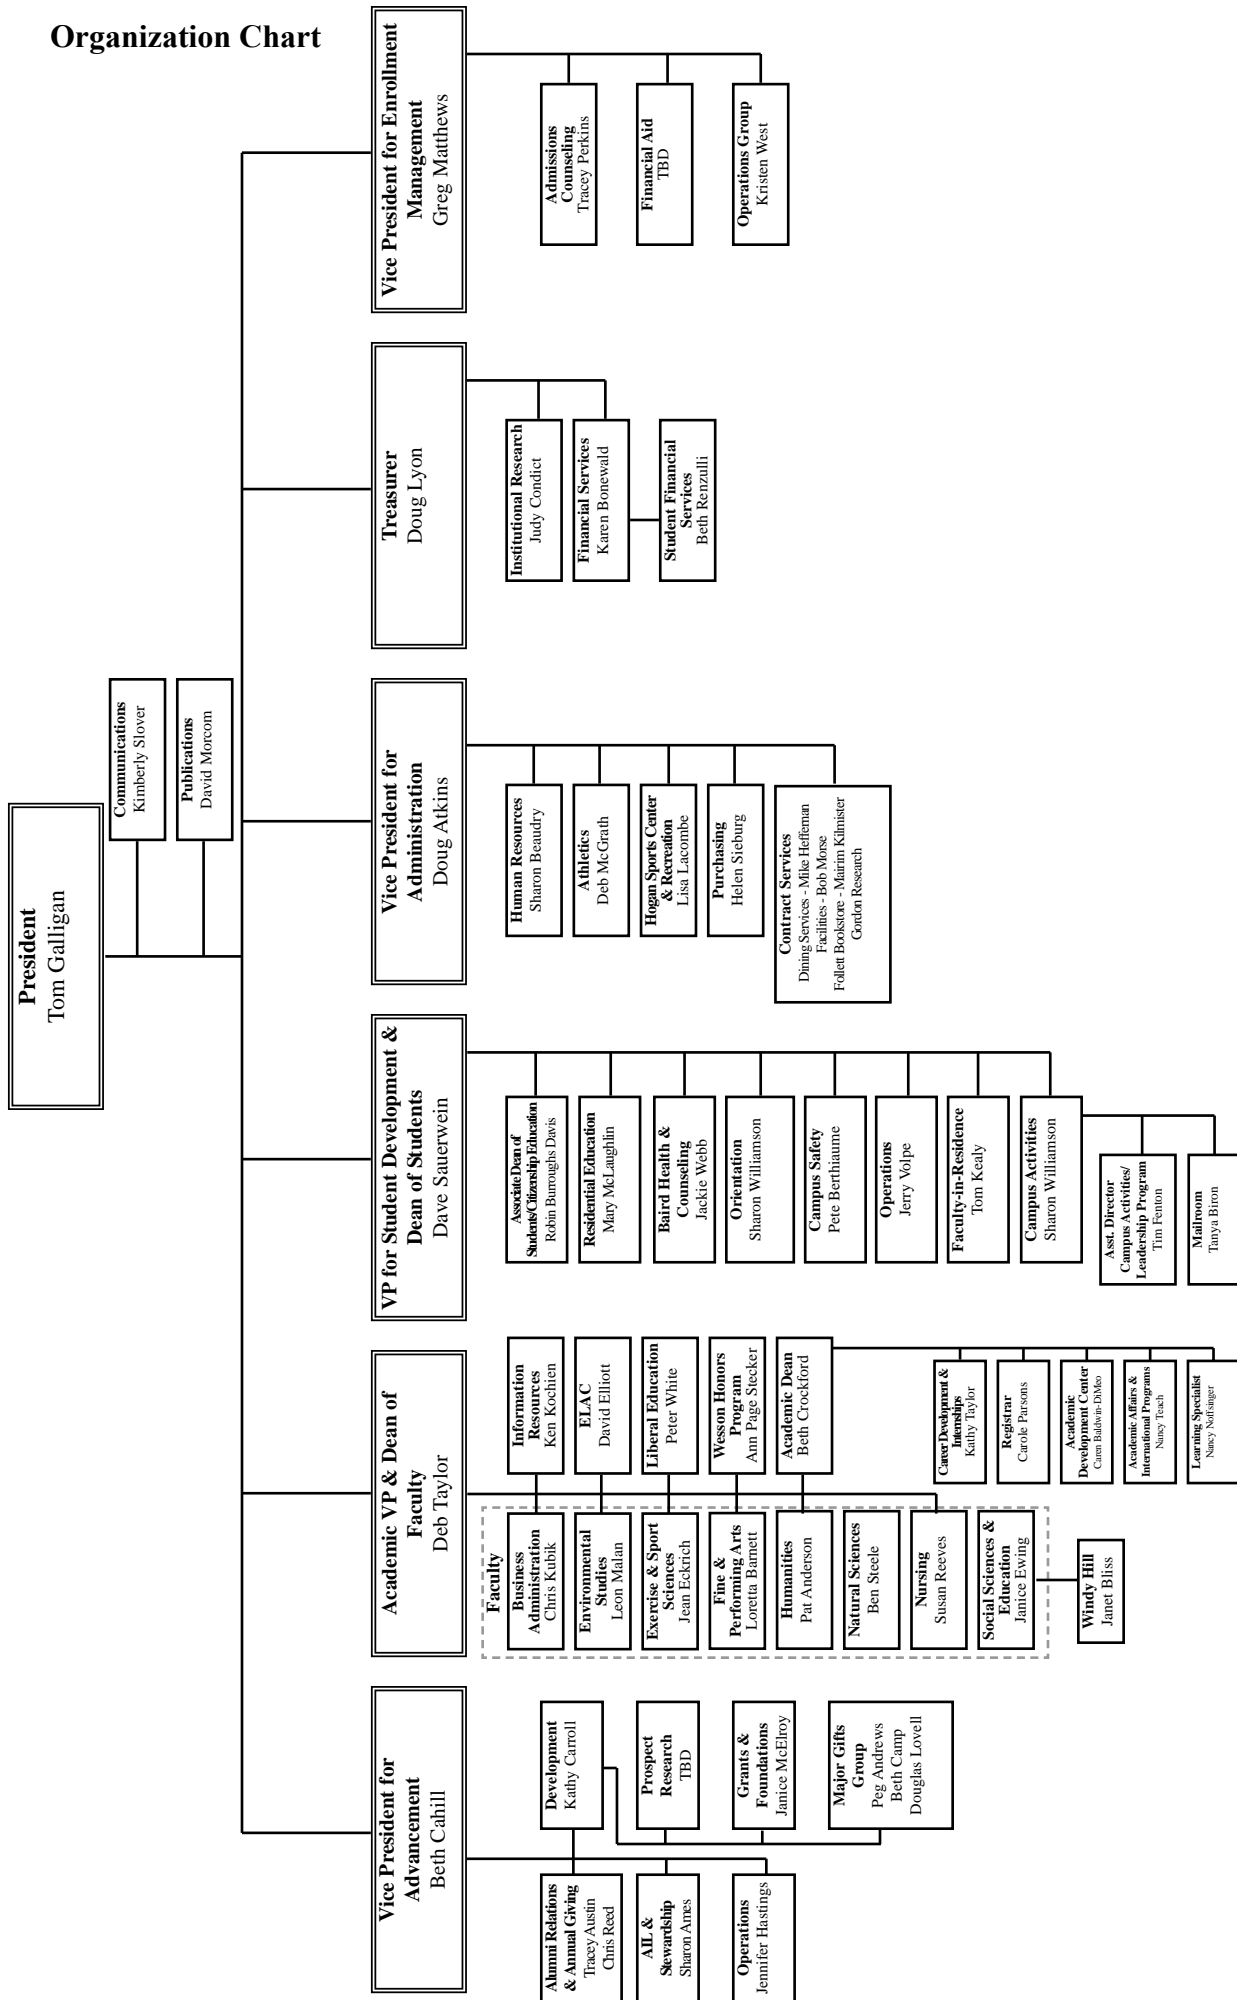 Organization Chart
President
Tom Galligan
Communications
Kimberly Slover
Publications
David Morcom
Vice President for
Advancement
Beth Cahill
Alumni Relations
& Annual Giving
Tracey Austin
Chris Reed
AIL &
Stewardship
Sharon Ames
Operations
Jennifer Hastings
Development
Kathy Carroll
Prospect
Research
TBD
Grants &
Foundations
Janice McElroy
Major Gifts
Group
Peg Andrews
Beth Camp
Douglas Lovell
Academic VP & Dean of
Faculty
Deb Taylor
Faculty
Business
Administration
Chris Kubik
Environmental
Studies
Leon Malan
Exercise & Sport
Sciences
Jean Eckrich
Fine &
Performing Arts
Loretta Barnett
Humanities
Pat Anderson
Natural Sciences
Ben Steele
Nursing
Susan Reeves
Social Sciences &
Education
Janice Ewing
Windy Hill
Janet Bliss
Information
Resources
Ken Kochien
ELAC
David Elliott
Liberal Education
Peter White
Wesson Honors
Program
Ann Page Stecker
Academic Dean
Beth Crockford
Career Development &
Internships
Kathy Taylor
Registrar
Carole Parsons
Academic
Development Center
Caren Baldwin-DiMeo
Academic Affairs &
International Programs
Nancy Teach
Learning Specialist
Nancy Noffsinger
VP for Student Development &
Dean of Students
Dave Sauerwein
Associate Dean of
Students/Citizenship Education
Robin Burroughs Davis
Residential Education
Mary McLaughlin
Baird Health &
Counseling
Jackie Webb
Orientation
Sharon Williamson
Campus Safety
Pete Berthiaume
Operations
Jerry Volpe
Faculty-in-Residence
Tom Kealy
Campus Activities
Sharon Williamson
Asst. Director
Campus Activities/
Leadership Program
Tim Fenton
Mailroom
Tanya Biron
Vice President for
Administration
Doug Atkins
Human Resources
Sharon Beaudry
Athletics
Deb McGrath
Hogan Sports Center
& Recreation
Lisa Lacombe
Purchasing
Helen Sieburg
Contract Services
Dining Services - Mike Heffernan
Facilities - Bob Morse
Follett Bookstore - Mairim Kilmister
Gordon Research
Treasurer
Doug Lyon
Institutional Research
Judy Condict
Financial Services
Karen Bonewald
Student Financial
Services
Beth Renzulli
Vice President for Enrollment
Management
Greg Matthews
Admissions
Counseling
Tracey Perkins
Financial Aid
TBD
Operations Group
Kristen West